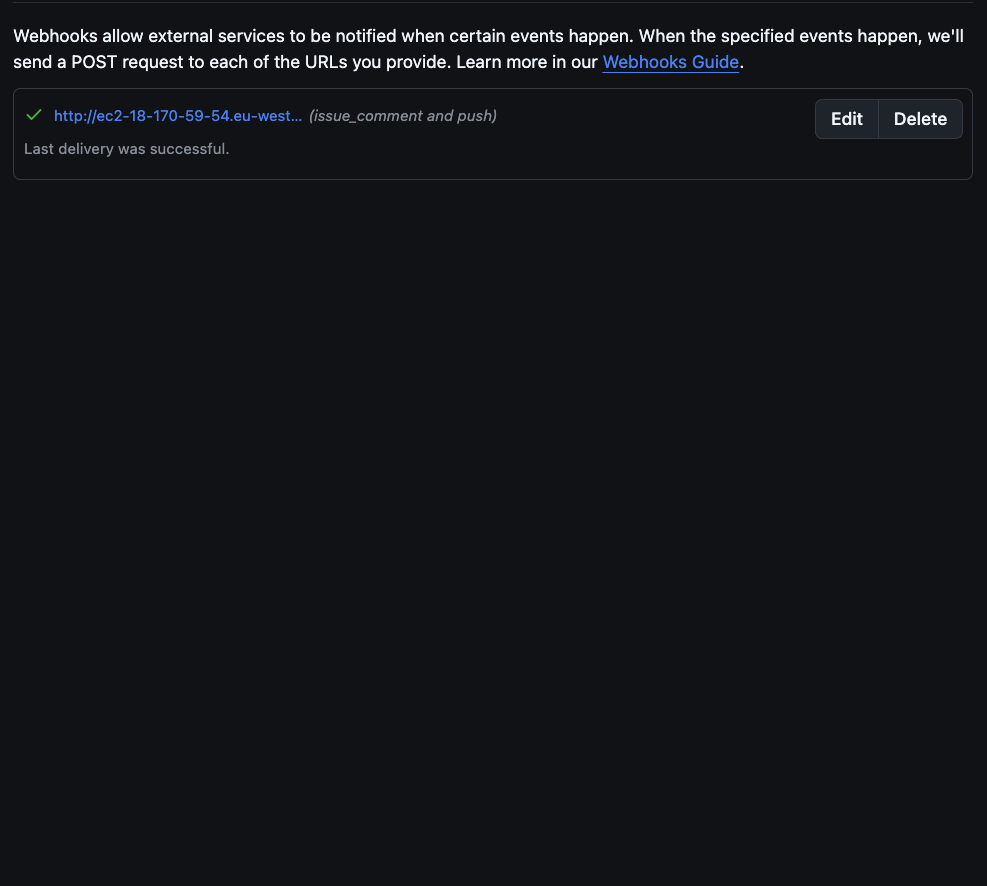 Webhooks allow external services to be notified when certain events happen. When the specified events happen, we'll
send a POST request to each of the URLs you provide. Learn more in our Webhooks Guide.
http://ec2-18-170-59-54.eu-west... (issue_comment and push)
Edit
Delete
Last delivery was successful.